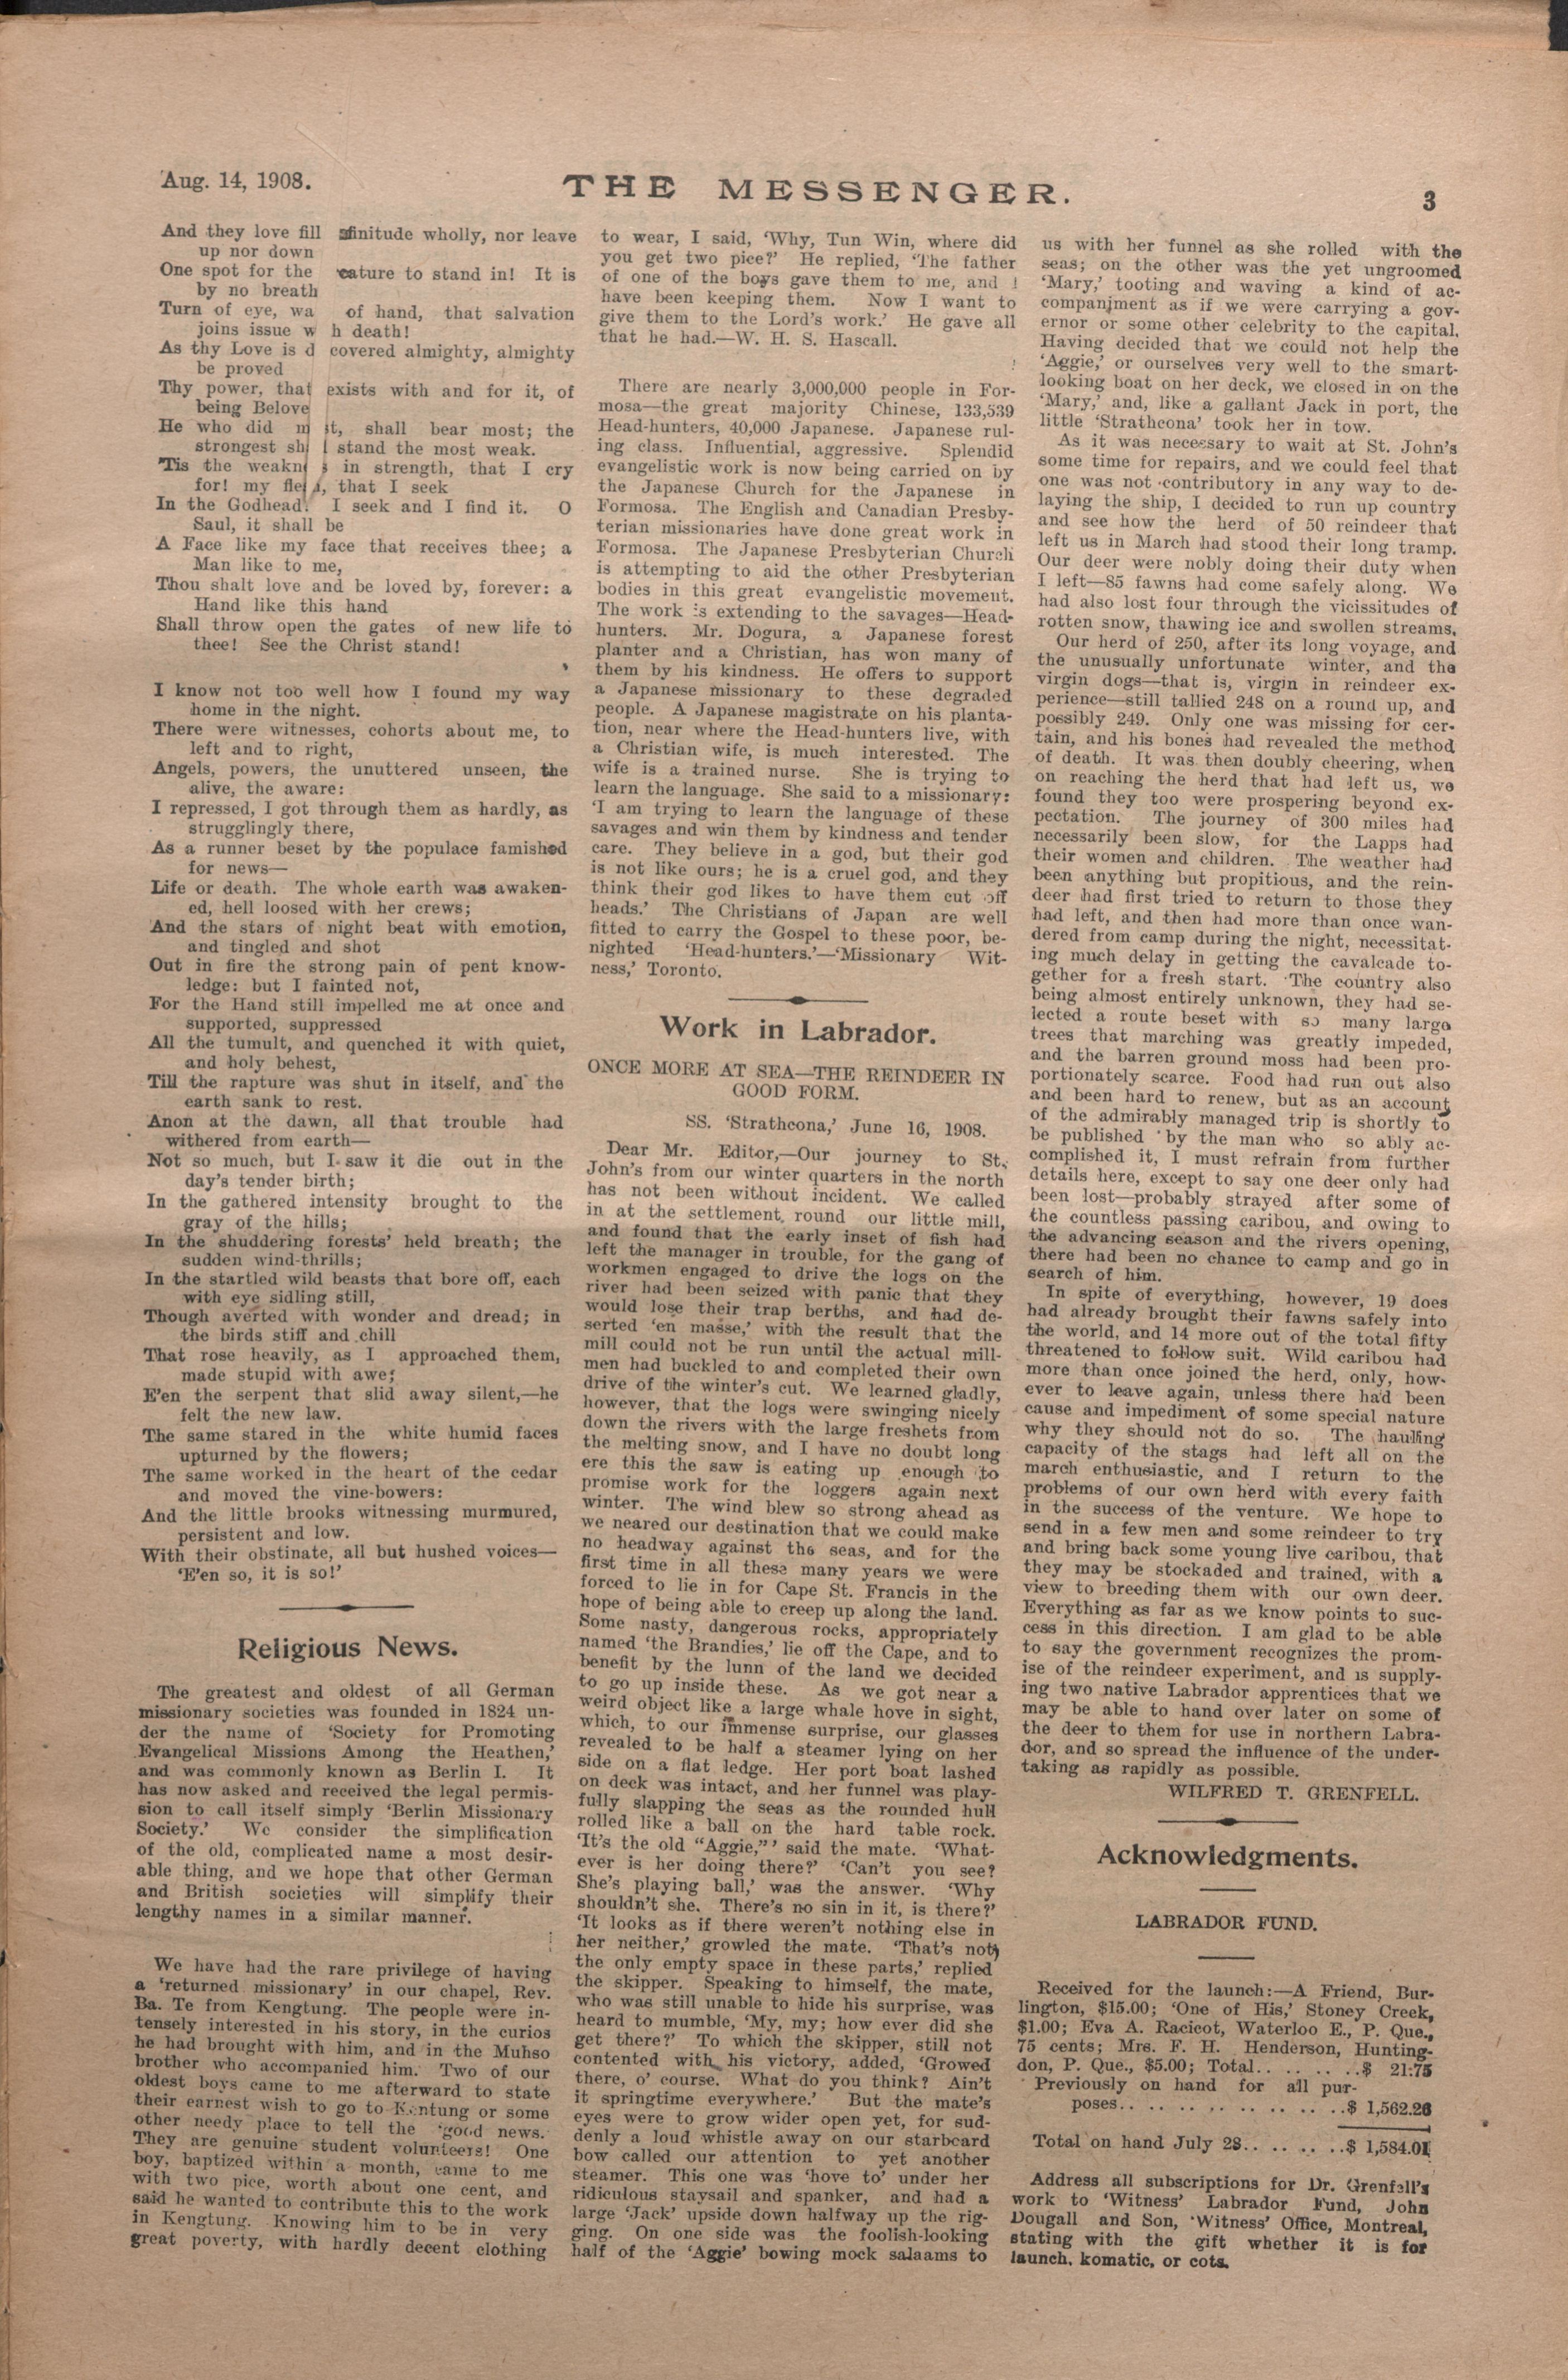 Aug. 14, 1908.
THE MESSENGER.
3
And they love fill finitude wholly, nor leave
up nor down
One spot for the eature to stand in! It is
by no breath
Turn of eye, wa of hand, that salvation
joins issue w h death!
As thy Love is d covered almighty, almighty
be proved
Thy power, that exists with and for it, of
being Belove
He who did m st, shall bear most; the
strongest sh l stand the most weak.
'Tis the weakne s in strength, that I cry
for! my fle h, that I seek
In the Godhead! I seek and I find it. O
Saul, it shall be
A Face like my face that receives thee; a
Man like to me,
Thou shalt love and be loved by, forever: a
Hand like this hand
Shall throw open the gates of new life to
thee! See the Christ stand!
I know not too well how I found my way
home in the night.
There were witnesses, cohorts about me, to
left and to right,
Angels, powers, the unuttered unseen, the
alive, the aware:
I repressed, I got through them as hardly, as
strugglingly there,
As a runner beset by the populace famished
for news—
Life or death. The whole earth was awaken-
ed, hell loosed with her crews;
And the stars of night beat with emotion,
and tingled and shot
Out in fire the strong pain of pent know-
ledge: but I fainted not,
For the Hand still impelled me at once and
supported, suppressed
All the tumult, and quenched it with quiet,
and holy behest,
Till the rapture was shut in itself, and the
earth sank to rest.
Anon at the dawn, all that trouble had
withered from earth—
Not so much, but I saw it die out in the
day's tender birth;
In the gathered intensity brought to the
gray of the hills;
In the shuddering forests' held breath; the
sudden wind-thrills;
In the startled wild beasts that bore off, each
with eye sidling still,
Though averted with wonder and dread; in
the birds stiff and chill
That rose heavily, as I approached them,
made stupid with awe;
E'en the serpent that slid away silent,—he
felt the new law.
The same stared in the white humid faces
upturned by the flowers;
The same worked in the heart of the cedar
and moved the vine-bowers:
And the little brooks witnessing murmured,
persistent and low.
With their obstinate, all but hushed voices—
'E'en so, it is so!'
Religious News.
The greatest and oldest of all German
missionary societies was founded in 1824 un-
der the name of 'Society for Promoting
Evangelical Missions Among the Heathen,'
and was commonly known as Berlin I. It
has now asked and received the legal permis-
sion to call itself simply 'Berlin Missionary
Society.' We consider the simplification
of the old, complicated name a most desir-
able thing, and we hope that other German
and British societies will simplify their
lengthy names in a similar manner.
We have had the rare privilege of having
a 'returned missionary' in our chapel, Rev.
Ba. Te from Kengtung. The people were in-
tensely interested in his story, in the curios
he had brought with him, and in the Muhso
brother who accompanied him. Two of our
oldest boys came to me afterward to state
their earnest wish to go to Kentung or some
other needy place to tell the 'good news.
They are genuine student volunteers! One
boy, baptized within a month, came to me
with two pice, worth about one cent, and
said he wanted to contribute this to the work
in Kengtung. Knowing him to be in very
great poverty, with hardly decent clothing
to wear, I said, 'Why, Tun Win, where did
you get two pice?' He replied, 'The father
of one of the boys gave them to me, and I
have been keeping them. Now I want to
give them to the Lord's work.' He gave all
that he had.—W. H. S. Hascall.
There are nearly 3,000,000 people in For-
mosa—the great majority Chinese, 133,539
Head-hunters, 40,000 Japanese. Japanese rul-
ing class. Influential, aggressive. Splendid
evangelistic work is now being carried on by
the Japanese Church for the Japanese in
Formosa. The English and Canadian Presby-
terian missionaries have done great work in
Formosa. The Japanese Presbyterian Church
is attempting to aid the other Presbyterian
bodies in this great evangelistic movement.
The work is extending to the savages—Head-
hunters. Mr. Dogura, a Japanese forest
planter and a Christian, has won many of
them by his kindness. He offers to support
a Japanese missionary to these degraded
people. A Japanese magistrate on his planta-
tion, near where the Head-hunters live, with
a Christian wife, is much interested. The
wife is a trained nurse. She is trying to
learn the language. She said to a missionary:
'I am trying to learn the language of these
savages and win them by kindness and tender
care. They believe in a god, but their god
is not like ours; he is a cruel god, and they
think their god likes to have them cut off
heads.' The Christians of Japan are well
fitted to carry the Gospel to these poor, be-
nighted 'Head-hunters.'—'Missionary Wit-
ness,' Toronto.
Work in Labrador.
ONCE MORE AT SEA—THE REINDEER IN
GOOD FORM.
SS. 'Strathcona,' June 16, 1908.
Dear Mr. Editor,—Our journey to St.
John's from our winter quarters in the north
has not been without incident. We called
in at the settlement round our little mill,
and found that the early inset of fish had
left the manager in trouble, for the gang of
workmen engaged to drive the logs on the
river had been seized with panic that they
would lose their trap berths, and had de-
serted 'en masse,' with the result that the
mill could not be run until the actual mill-
men had buckled to and completed their own
drive of the winter's cut. We learned gladly,
however, that the logs were swinging nicely
down the rivers with the large freshets from
the melting snow, and I have no doubt long
ere this the saw is eating up enough to
promise work for the loggers again next
winter. The wind blew so strong ahead as
we neared our destination that we could make
no headway against the seas, and for the
first time in all these many years we were
forced to lie in for Cape St. Francis in the
hope of being able to creep up along the land.
Some nasty, dangerous rocks, appropriately
named 'the Brandies,' lie off the Cape, and to
benefit by the lunn of the land we decided
to go up inside these. As we got near a
weird object like a large whale hove in sight,
which, to our immense surprise, our glasses
revealed to be half a steamer lying on her
side on a flat ledge. Her port boat lashed
on deck was intact, and her funnel was play-
fully slapping the seas as the rounded hull
rolled like a ball on the hard table rock.
'It's the old "Aggie,"' said the mate. 'What-
ever is her doing there?' 'Can't you see?
She's playing ball,' was the answer. 'Why
shouldn't she. There's no sin in it, is there?'
'It looks as if there weren't nothing else in
her neither,' growled the mate. 'That's not
the only empty space in these parts,' replied
the skipper. Speaking to himself, the mate,
who was still unable to hide his surprise, was
heard to mumble, 'My, my; how ever did she
get there?' To which the skipper, still not
contented with his victory, added, 'Growed
there, o' course. What do you think? Ain't
it springtime everywhere.' But the mate's
eyes were to grow wider open yet, for sud-
denly a loud whistle away on our starboard
bow called our attention to yet another
steamer. This one was 'hove to' under her
ridiculous staysail and spanker, and had a
large 'Jack' upside down halfway up the rig-
ging. On one side was the foolish-looking
half of the 'Aggie' bowing mock salaams to
us with her funnel as she rolled with the
seas; on the other was the yet ungroomed
'Mary,' tooting and waving a kind of ac-
companiment as if we were carrying a gov-
ernor or some other celebrity to the capital.
Having decided that we could not help the
'Aggie,' or ourselves very well to the smart-
looking boat on her deck, we closed in on the
'Mary,' and, like a gallant Jack in port, the
little 'Strathcona' took her in tow.
As it was necessary to wait at St. John's
some time for repairs, and we could feel that
one was not contributory in any way to de-
laying the ship, I decided to run up country
and see how the herd of 50 reindeer that
left us in March had stood their long tramp.
Our deer were nobly doing their duty when
I left—85 fawns had come safely along. We
had also lost four through the vicissitudes of
rotten snow, thawing ice and swollen streams.
Our herd of 250, after its long voyage, and
the unusually unfortunate winter, and the
virgin dogs—that is, virgin in reindeer ex-
perience—still tallied 248 on a round up, and
possibly 249. Only one was missing for cer-
tain, and his bones had revealed the method
of death. It was then doubly cheering, when
on reaching the herd that had left us, we
found they too were prospering beyond ex-
pectation. The journey of 300 miles had
necessarily been slow, for the Lapps had
their women and children. The weather had
been anything but propitious, and the rein-
deer had first tried to return to those they
had left, and then had more than once wan-
dered from camp during the night, necessitat-
ing much delay in getting the cavalcade to-
gether for a fresh start. The country also
being almost entirely unknown, they had se-
lected a route beset with so many large
trees that marching was greatly impeded,
and the barren ground moss had been pro-
portionately scarce. Food had run out also
and been hard to renew, but as an account
of the admirably managed trip is shortly to
be published by the man who so ably ac-
complished it, I must refrain from further
details here, except to say one deer only had
been lost—probably strayed after some of
the countless passing caribou, and owing to
the advancing season and the rivers opening,
there had been no chance to camp and go in
search of him.
In spite of everything, however, 19 does
had already brought their fawns safely into
the world, and 14 more out of the total fifty
threatened to follow suit. Wild caribou had
more than once joined the herd, only, how-
ever to leave again, unless there had been
cause and impediment of some special nature
why they should not do so. The hauling
capacity of the stags had left all on the
march enthusiastic, and I return to the
problems of our own herd with every faith
in the success of the venture. We hope to
send in a few men and some reindeer to try
and bring back some young live caribou, that
they may be stockaded and trained, with a
view to breeding them with our own deer.
Everything as far as we know points to suc-
cess in this direction. I am glad to be able
to say the government recognizes the prom-
ise of the reindeer experiment, and is supply-
ing two native Labrador apprentices that we
may be able to hand over later on some of
the deer to them for use in northern Labra-
dor, and so spread the influence of the under-
taking as rapidly as possible.
WILFRED T. GRENFELL.
Acknowledgments.
LABRADOR FUND.
Received for the launch:—A Friend, Bur-
lington, $15.00; 'One of His,' Stoney Creek,
$1.00; Eva A. Racicot, Waterloo E., P. Que.,
75 cents; Mrs. F. H. Henderson, Hunting-
don, P. Que., $5.00; Total.. .. .. ..$ 21.75
Previously on hand for all pur-
poses.. .. .. .. .. .. .. ..$ 1,562.26
Total on hand July 28.. .. .. ..$ 1,584.01
Address all subscriptions for Dr. Grenfell's
work to 'Witness' Labrador Fund, John
Dougall and Son, 'Witness' Office, Montreal,
stating with the gift whether it is for
launch, komatic, or cots.